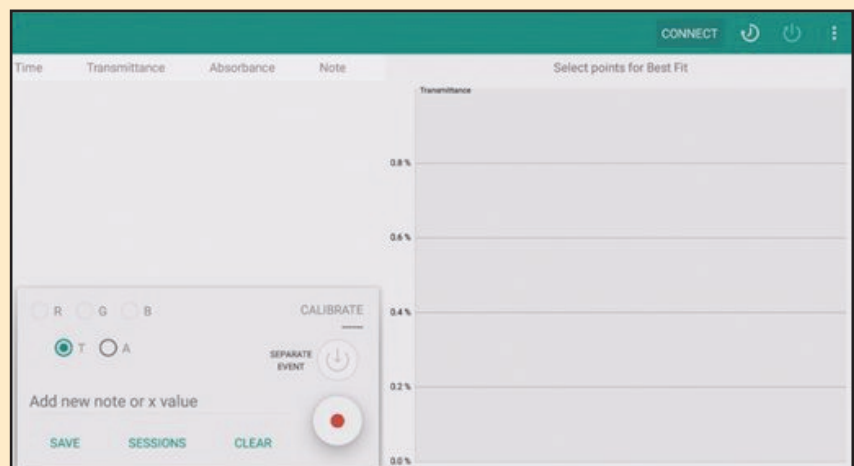 CONNECT
Time Transmittance Absorbance Note
Select points for Best Fit
Transmittance
0.8 %
0.6 %
0.4 %
0.2 %
0.0 %
R G B
CALIBRATE
T A
SEPARATE
EVENT
Add new note or x value
SAVE SESSIONS CLEAR